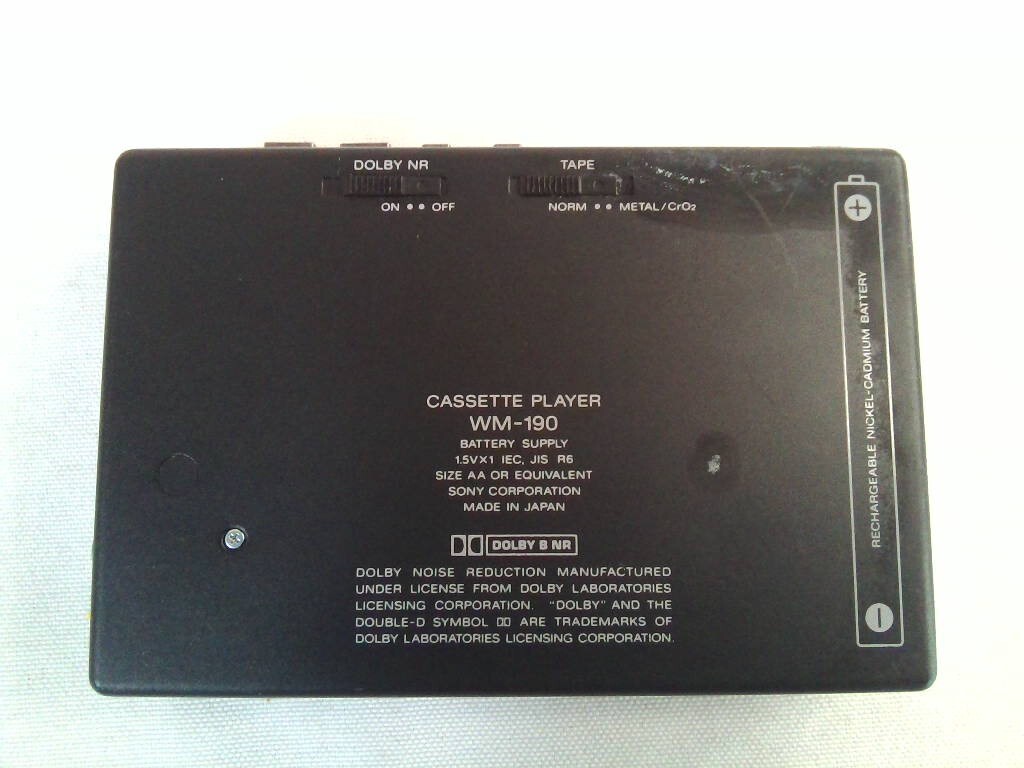 DOLBY NR
TAPE
ON •• OFF
NORM •• METAL/CrO₂
+
RECHARGEABLE NICKEL-CADMIUM BATTERY
−
CASSETTE PLAYER
WM-190
BATTERY SUPPLY
1.5V×1 IEC, JIS R6
SIZE AA OR EQUIVALENT
SONY CORPORATION
MADE IN JAPAN
DOLBY B NR
DOLBY NOISE REDUCTION MANUFACTURED
UNDER LICENSE FROM DOLBY LABORATORIES
LICENSING CORPORATION. "DOLBY" AND THE
DOUBLE-D SYMBOL ARE TRADEMARKS OF
DOLBY LABORATORIES LICENSING CORPORATION.